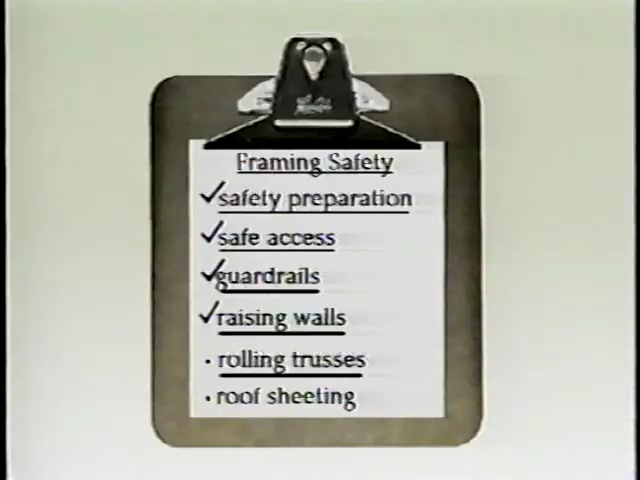 Framing Safety
✓safety preparation
✓safe access
✓guardrails
✓raising walls
· rolling trusses
· roof sheeting